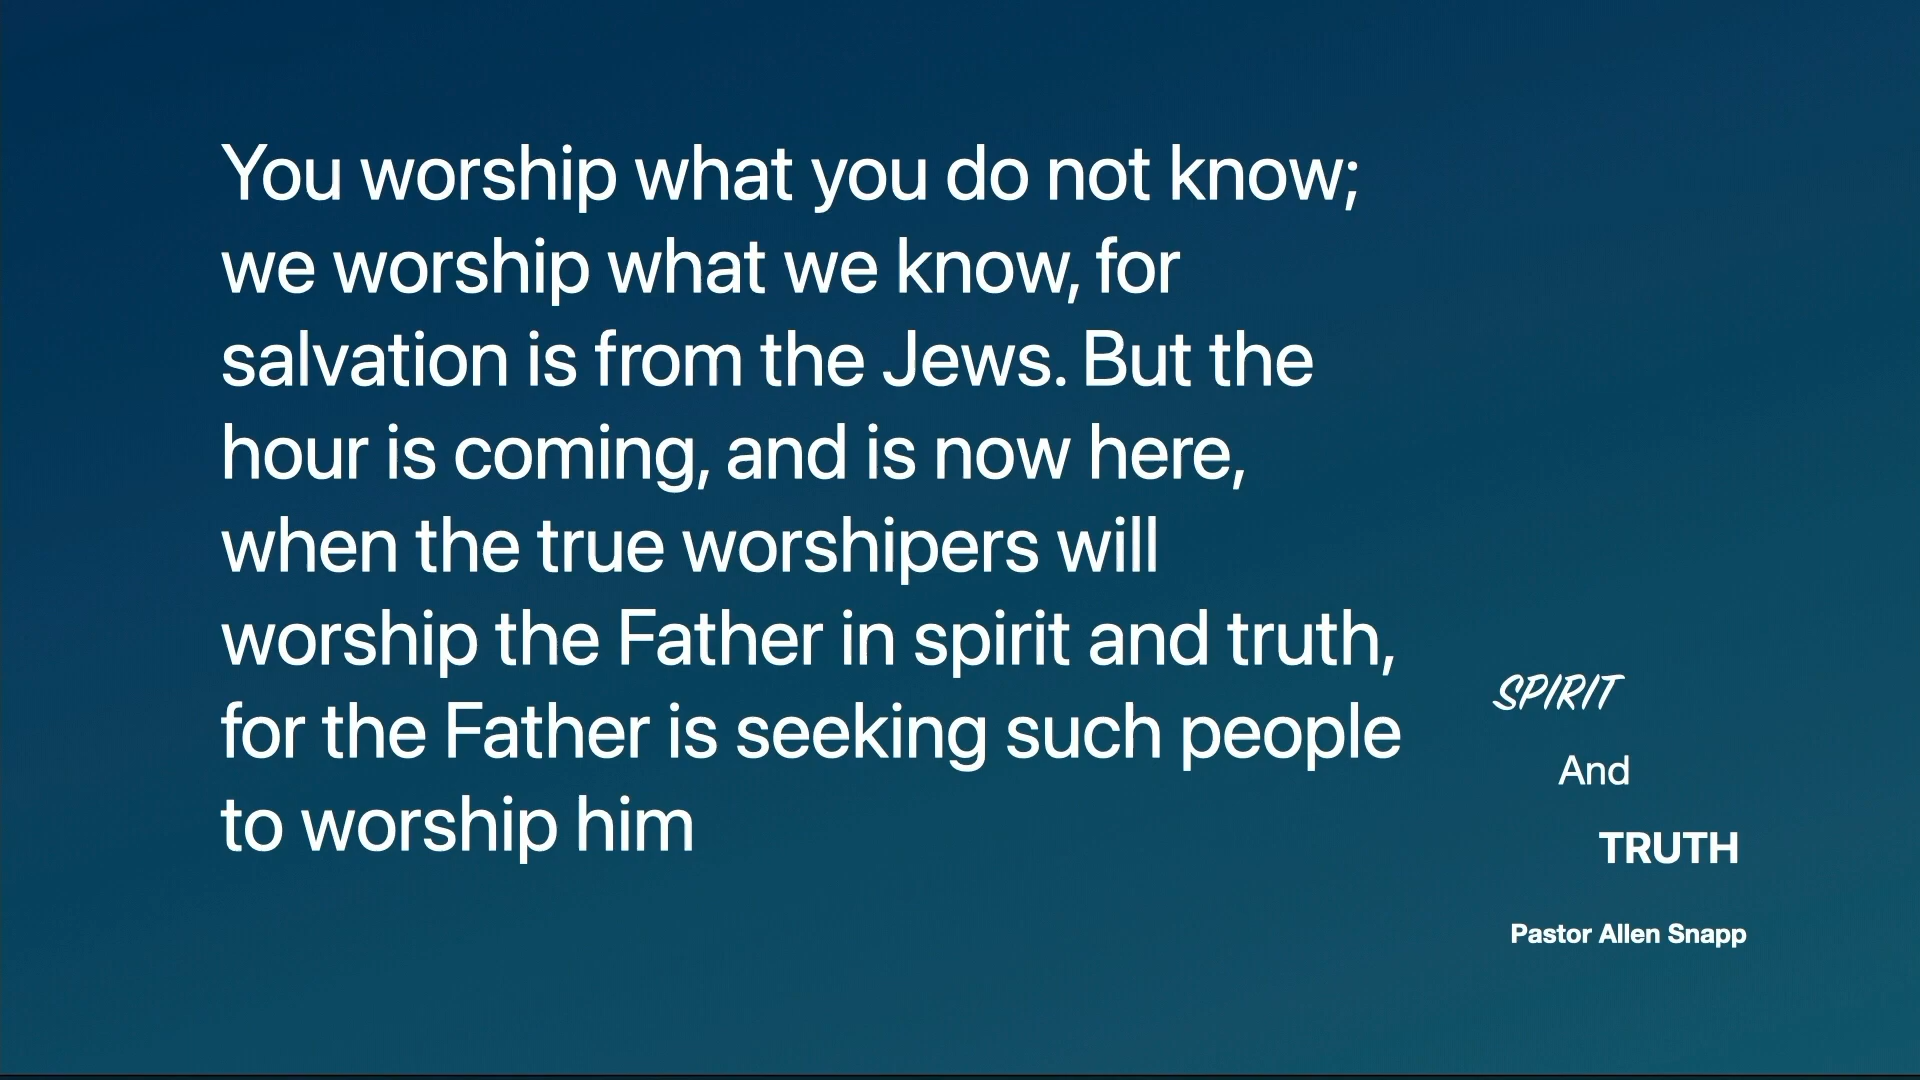 You worship what you do not know;
we worship what we know, for
salvation is from the Jews. But the
hour is coming, and is now here,
when the true worshipers will
worship the Father in spirit and truth,
for the Father is seeking such people
to worship him
SPIRIT
And
TRUTH
Pastor Allen Snapp